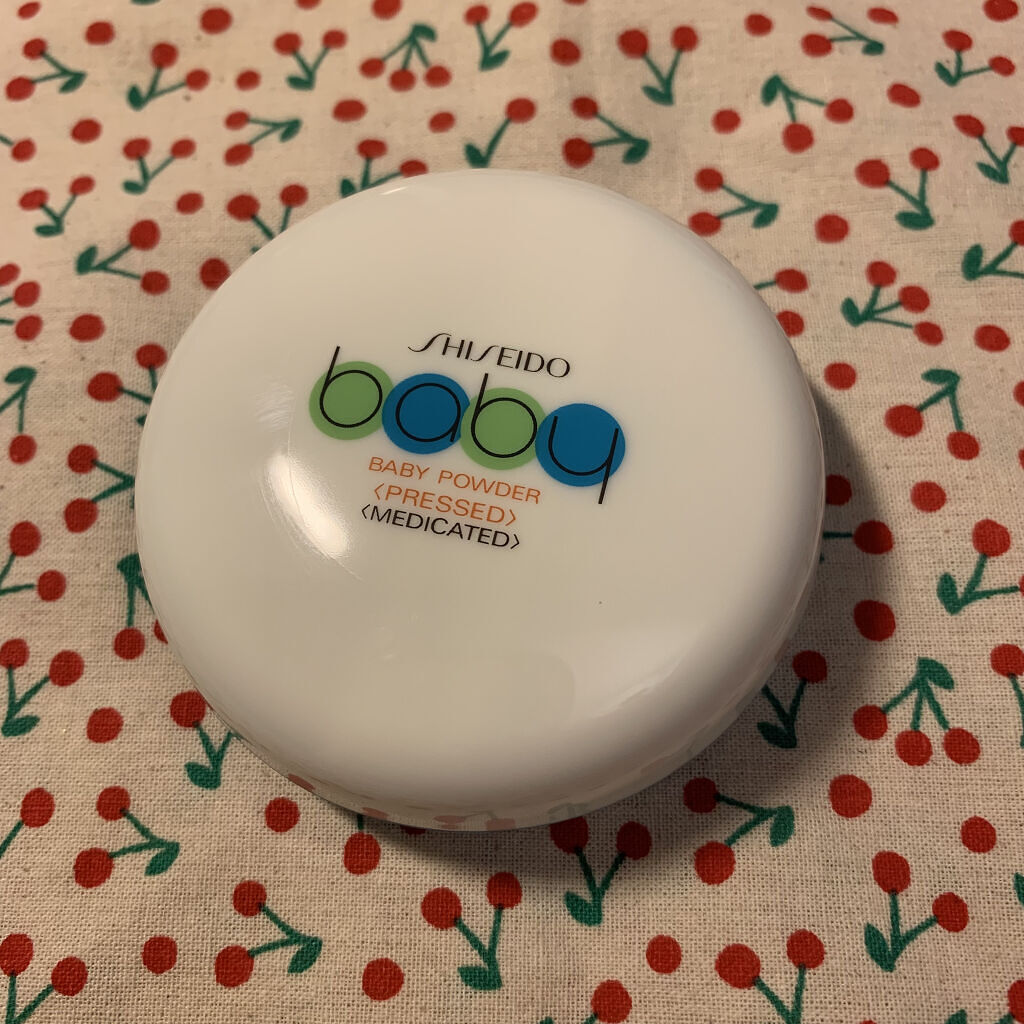 SHISEIDO
baby
BABY POWDER
〈PRESSED〉
〈MEDICATED〉